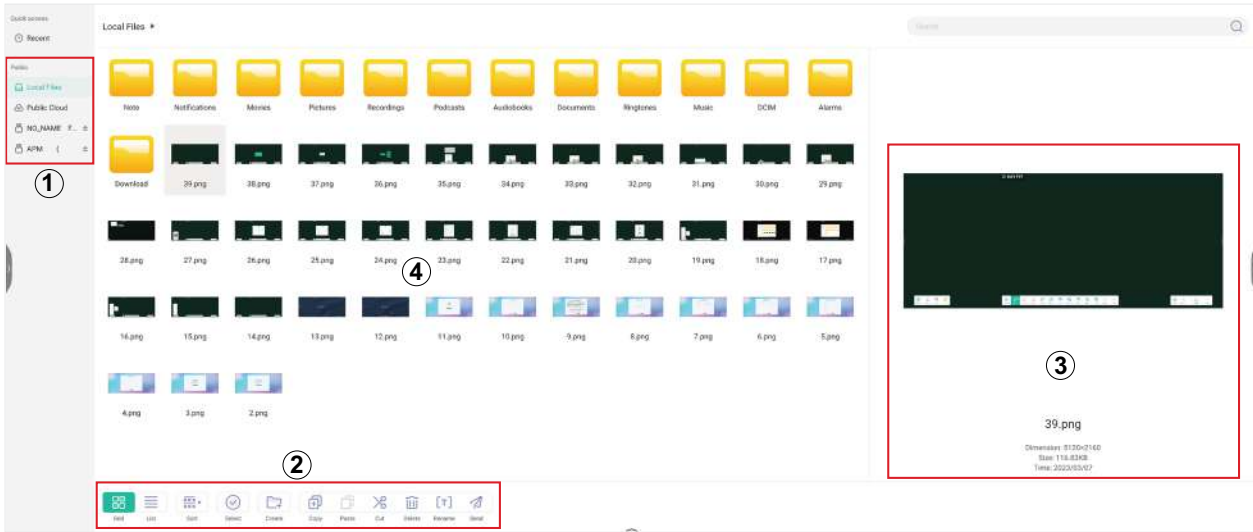 Quick access
Recent
Local Files
Search
Public
Local Files
Public Cloud
NO_NAME F..
APM (
1
Note Notifications Movies Pictures Recordings Podcasts Audiobooks Documents Ringtones Music DCIM Alarms
Download 39.png 38.png 37.png 36.png 35.png 34.png 33.png 32.png 31.png 30.png 29.png
28.png 27.png 26.png 25.png 24.png 23.png 22.png 21.png 20.png 19.png 18.png 17.png
4
16.png 15.png 14.png 13.png 12.png 11.png 10.png 9.png 8.png 7.png 6.png 5.png
4.png 3.png 2.png
3
39.png
Dimension: 5120×2160
Size: 116.83KB
Time: 2023/03/07
2
Grid List Sort Select Create Copy Paste Cut Delete Rename Send